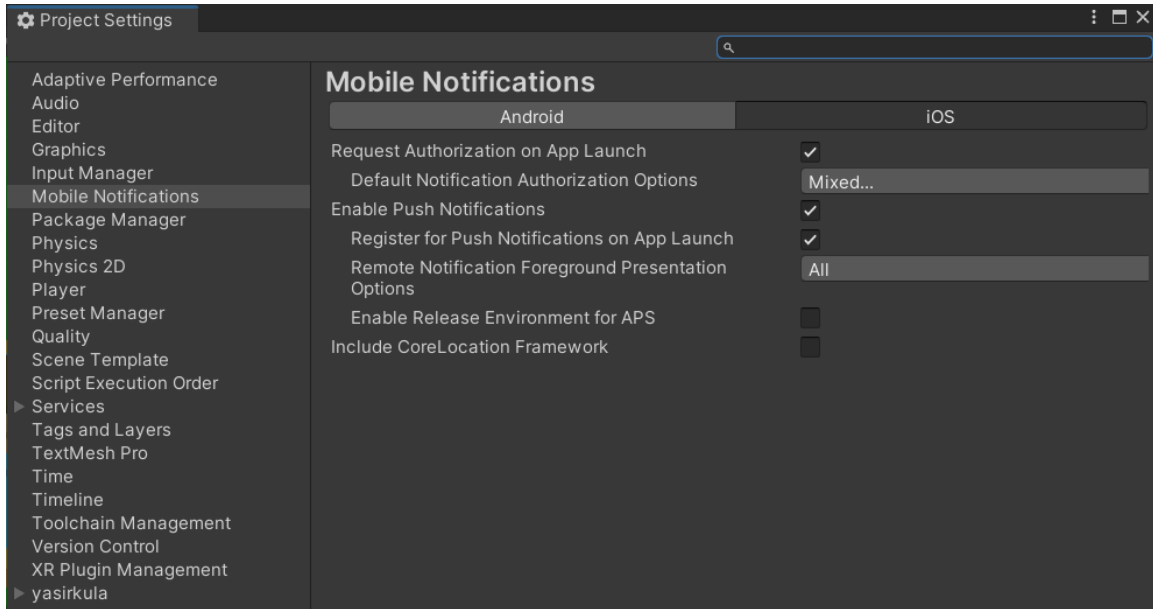 Project Settings
Adaptive Performance
Audio
Editor
Graphics
Input Manager
Mobile Notifications
Package Manager
Physics
Physics 2D
Player
Preset Manager
Quality
Scene Template
Script Execution Order
Services
Tags and Layers
TextMesh Pro
Time
Timeline
Toolchain Management
Version Control
XR Plugin Management
yasirkula
Mobile Notifications
Android iOS
Request Authorization on App Launch
Default Notification Authorization Options Mixed...
Enable Push Notifications
Register for Push Notifications on App Launch
Remote Notification Foreground Presentation All
Options
Enable Release Environment for APS
Include CoreLocation Framework